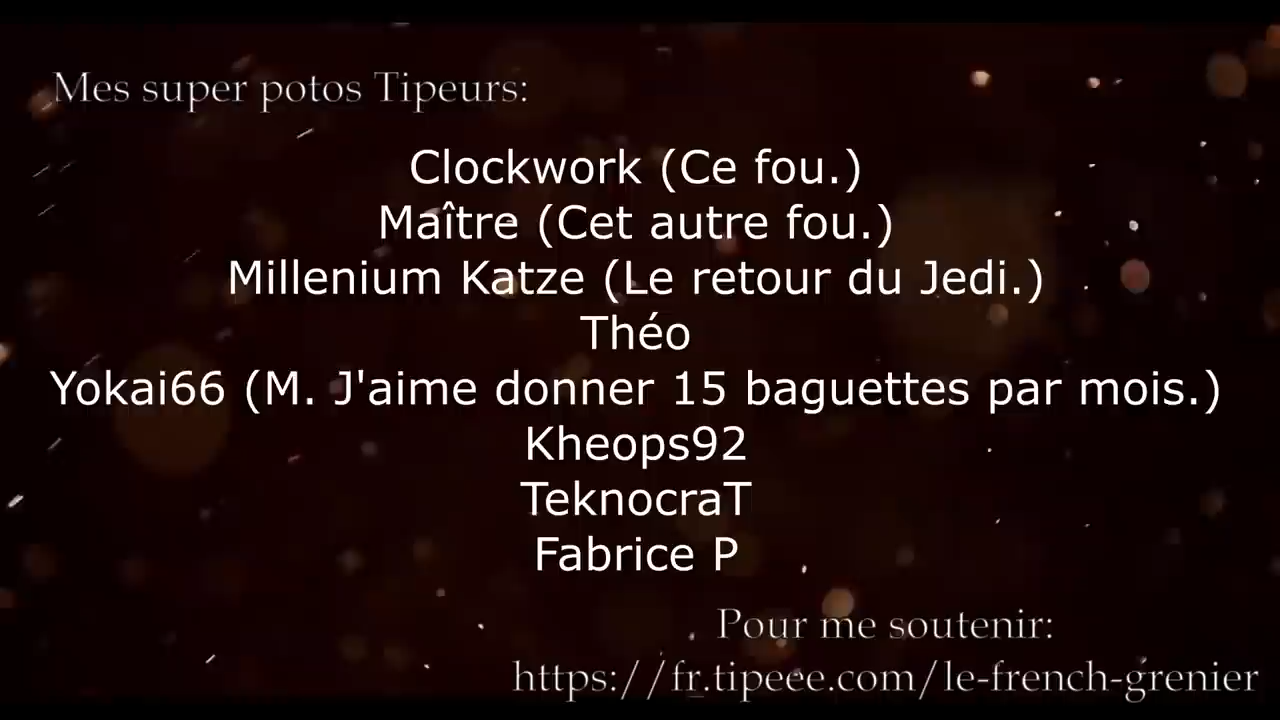 Mes super potos Tipeurs:
Clockwork (Ce fou.)
Maître (Cet autre fou.)
Millenium Katze (Le retour du Jedi.)
Théo
Yokai66 (M. J'aime donner 15 baguettes par mois.)
Kheops92
TeknocraT
Fabrice P
Pour me soutenir:
https://fr.tipeee.com/le-french-grenier